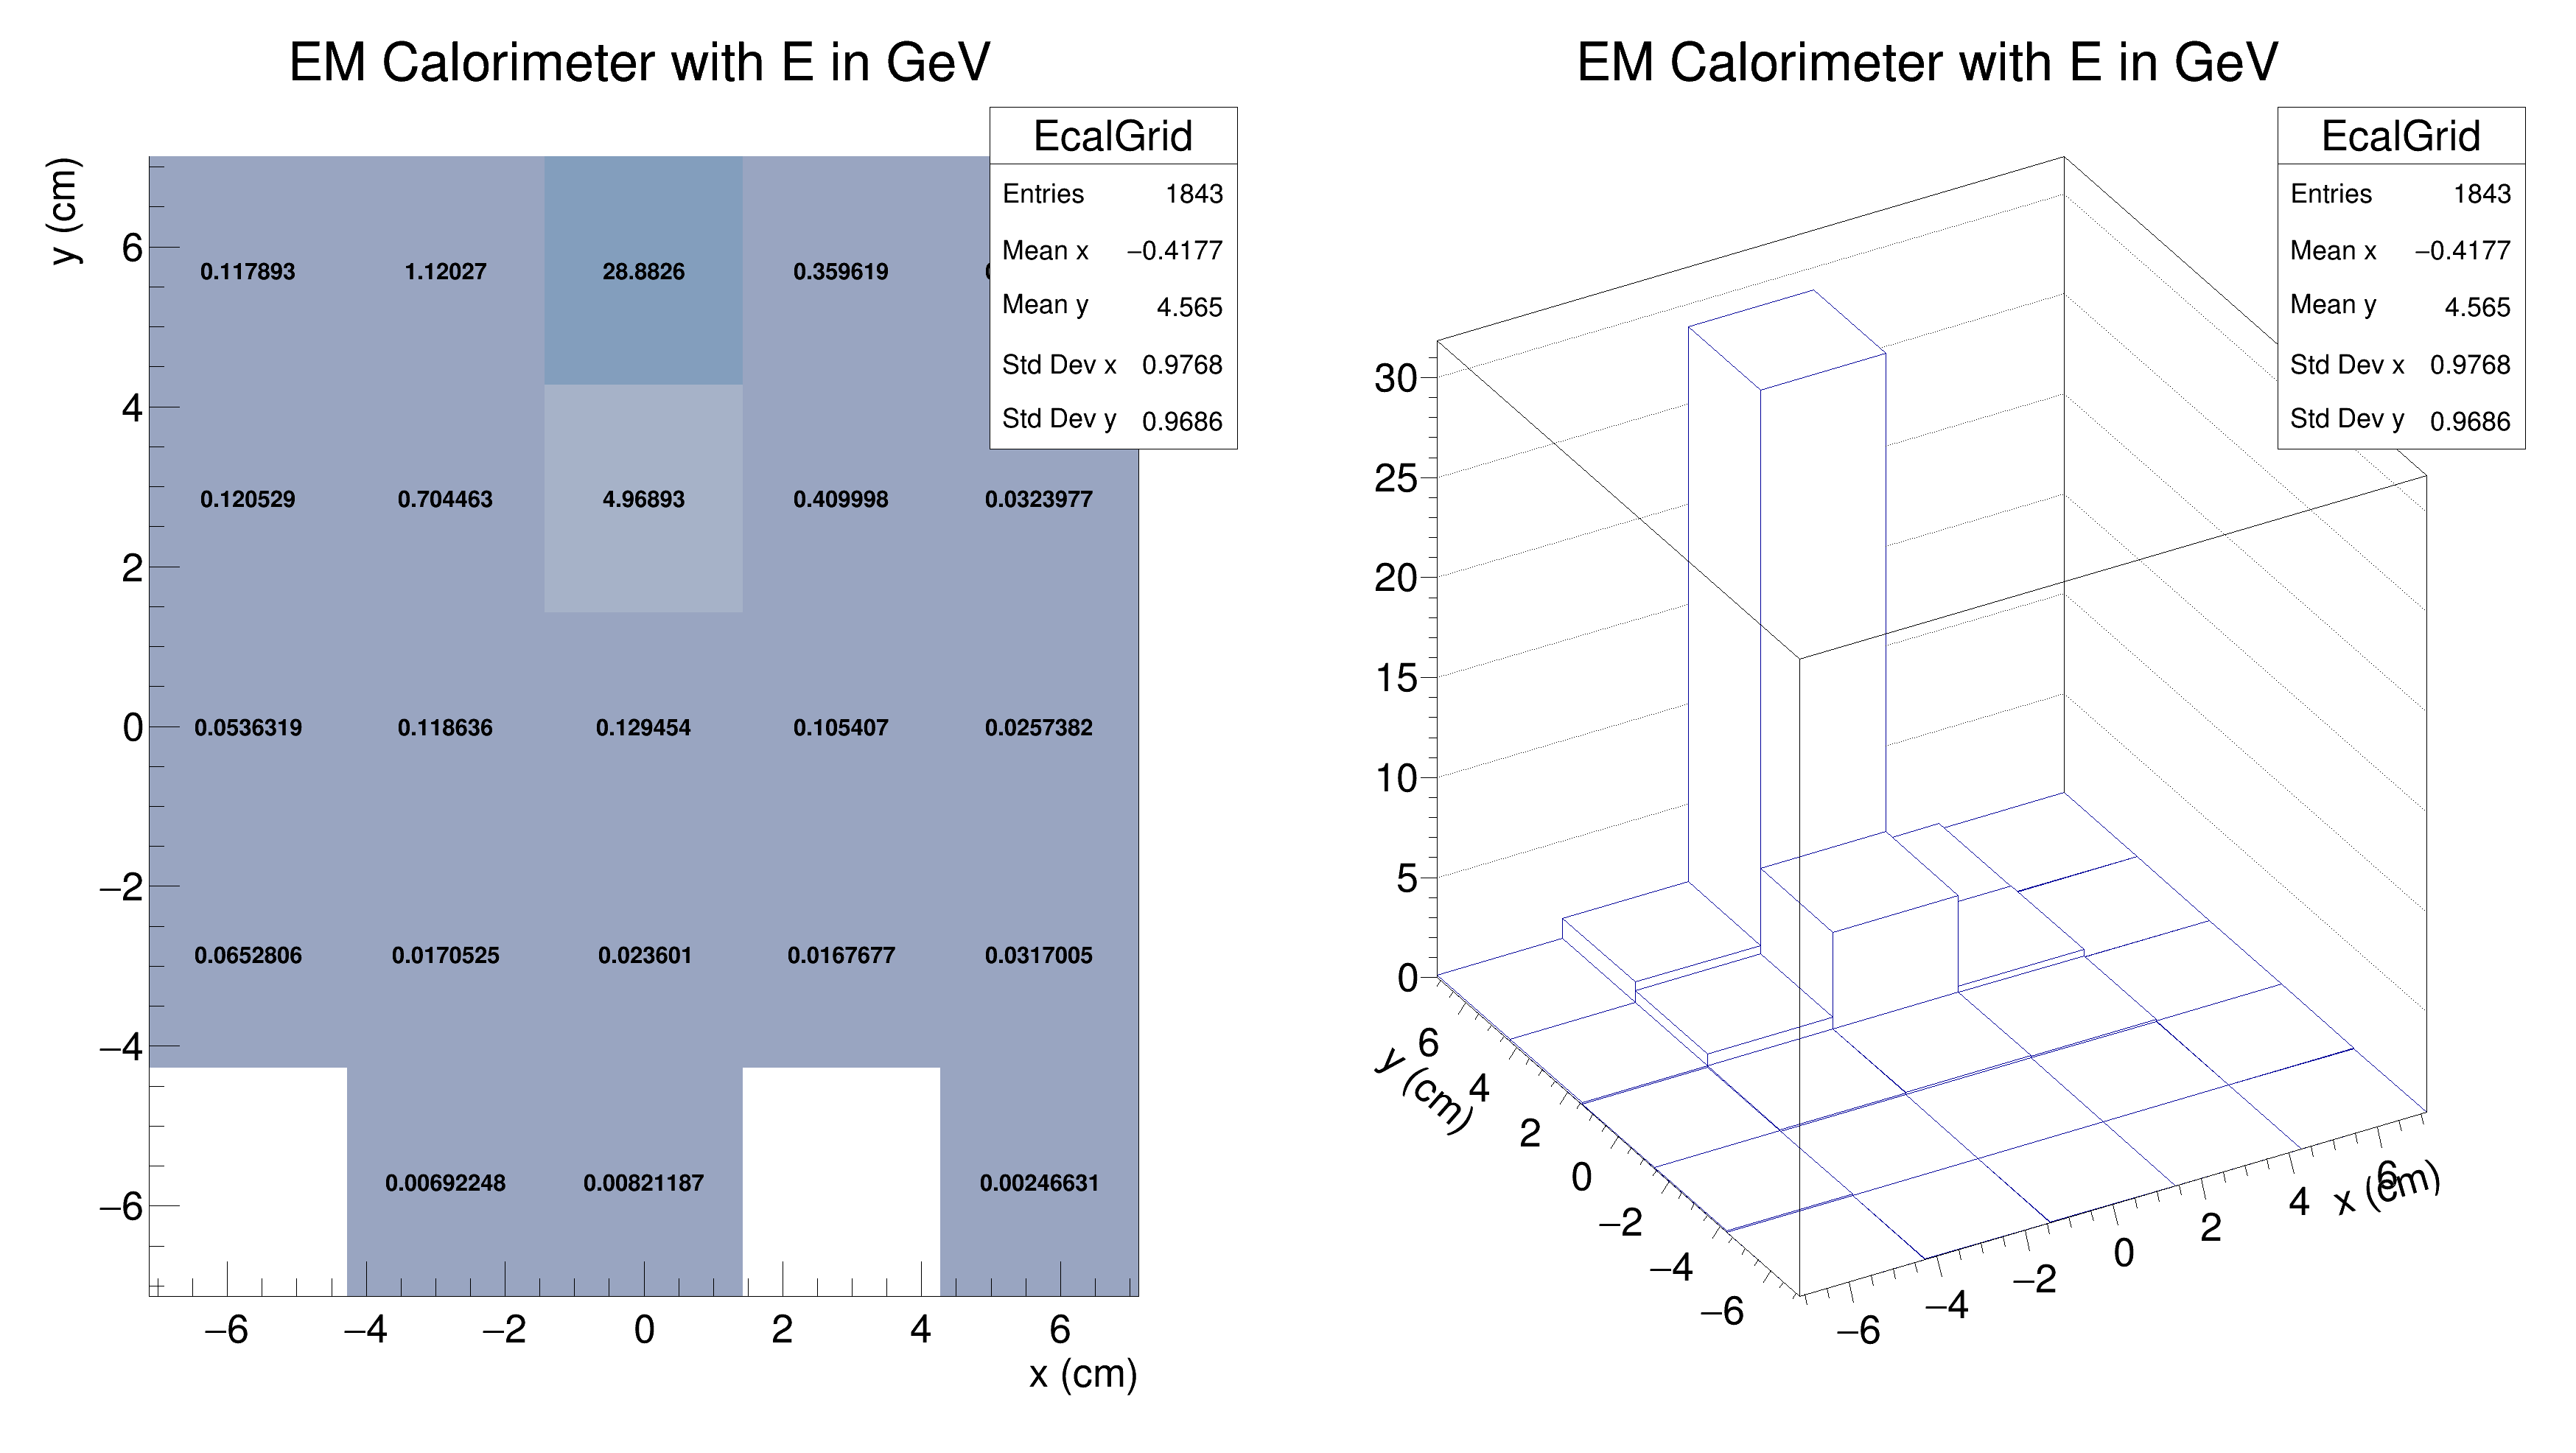 EM Calorimeter with E in GeV
EcalGrid
Entries 1843
Mean x −0.4177
Mean y 4.565
Std Dev x 0.9768
Std Dev y 0.9686
y (cm)
6
4
2
0
−2
−4
−6
0.117893 1.12027 28.8826 0.359619
0.120529 0.704463 4.96893 0.409998 0.0323977
0.0536319 0.118636 0.129454 0.105407 0.0257382
0.0652806 0.0170525 0.023601 0.0167677 0.0317005
0.00692248 0.00821187 0.00246631
−6 −4 −2 0 2 4 6
x (cm)
EM Calorimeter with E in GeV
EcalGrid
Entries 1843
Mean x −0.4177
Mean y 4.565
Std Dev x 0.9768
Std Dev y 0.9686
30
25
20
15
10
5
0
6
4
2
0
−2
−4
−6
y (cm)
−6
−4
−2
0
2
4
6
x (cm)